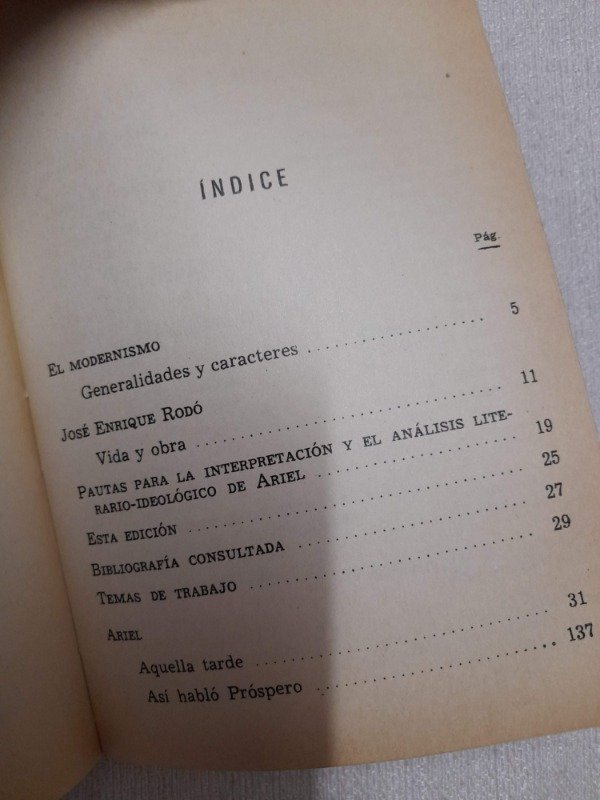 ÍNDICE
Pág.
EL MODERNISMO
Generalidades y caracteres .................... 5
JOSÉ ENRIQUE RODÓ
Vida y obra .................... 11
PAUTAS PARA LA INTERPRETACIÓN Y EL ANÁLISIS LITE-
RARIO-IDEOLÓGICO DE ARIEL .................... 19
ESTA EDICIÓN .................... 25
BIBLIOGRAFÍA CONSULTADA .................... 27
TEMAS DE TRABAJO .................... 29
ARIEL
Aquella tarde .................... 31
Así habló Próspero .................... 137